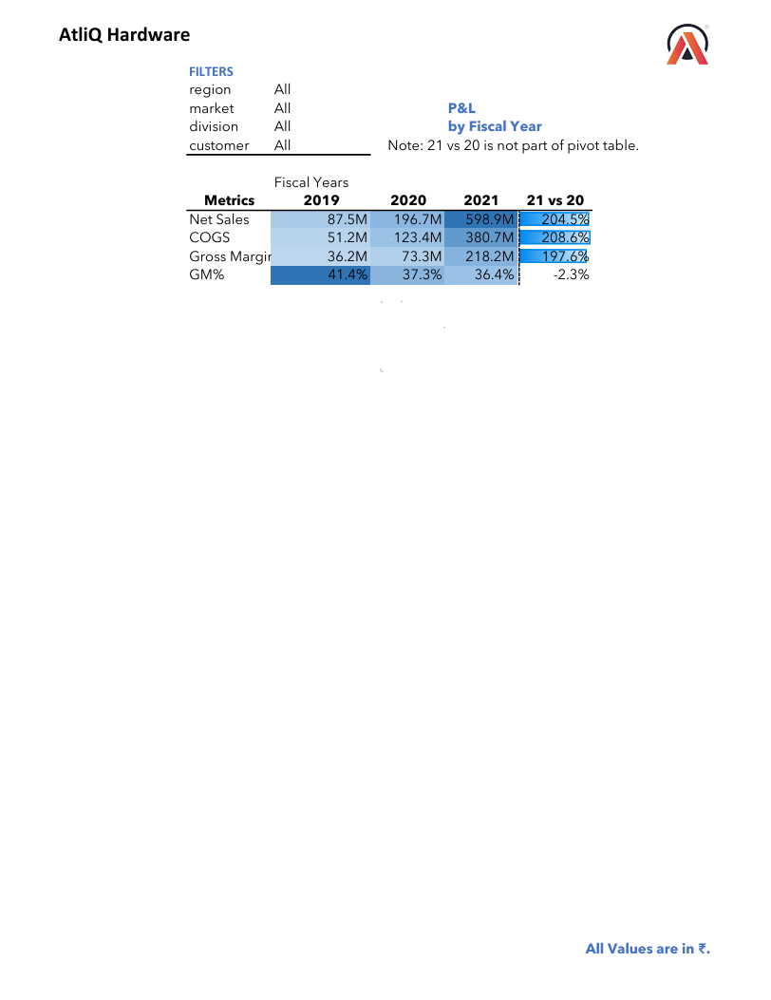 AtliQ Hardware
FILTERS
region All
market All P&L
division All by Fiscal Year
customer All Note: 21 vs 20 is not part of pivot table.
Fiscal Years
Metrics 2019 2020 2021 21 vs 20
Net Sales 87.5M 196.7M 598.9M 204.5%
COGS 51.2M 123.4M 380.7M 208.6%
Gross Margin 36.2M 73.3M 218.2M 197.6%
GM% 41.4% 37.3% 36.4% -2.3%
All Values are in ₹.